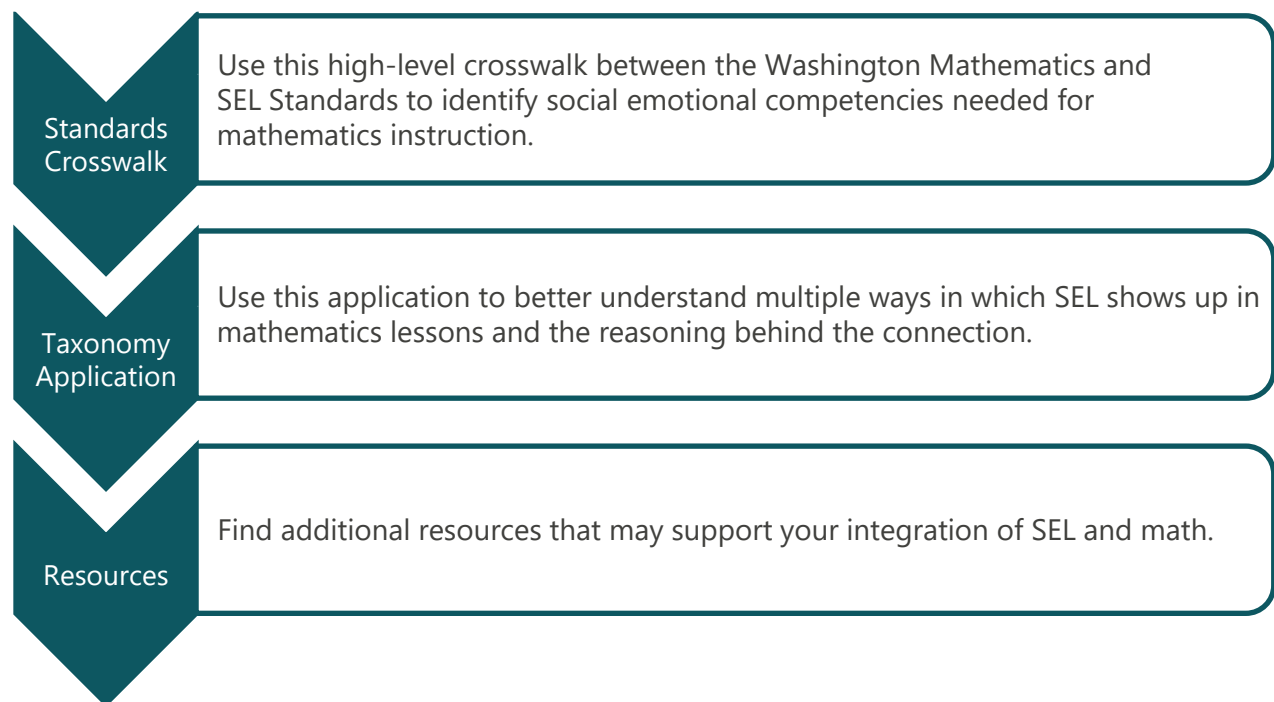 Standards
Crosswalk
Use this high-level crosswalk between the Washington Mathematics and
SEL Standards to identify social emotional competencies needed for
mathematics instruction.
Taxonomy
Application
Use this application to better understand multiple ways in which SEL shows up in
mathematics lessons and the reasoning behind the connection.
Resources
Find additional resources that may support your integration of SEL and math.